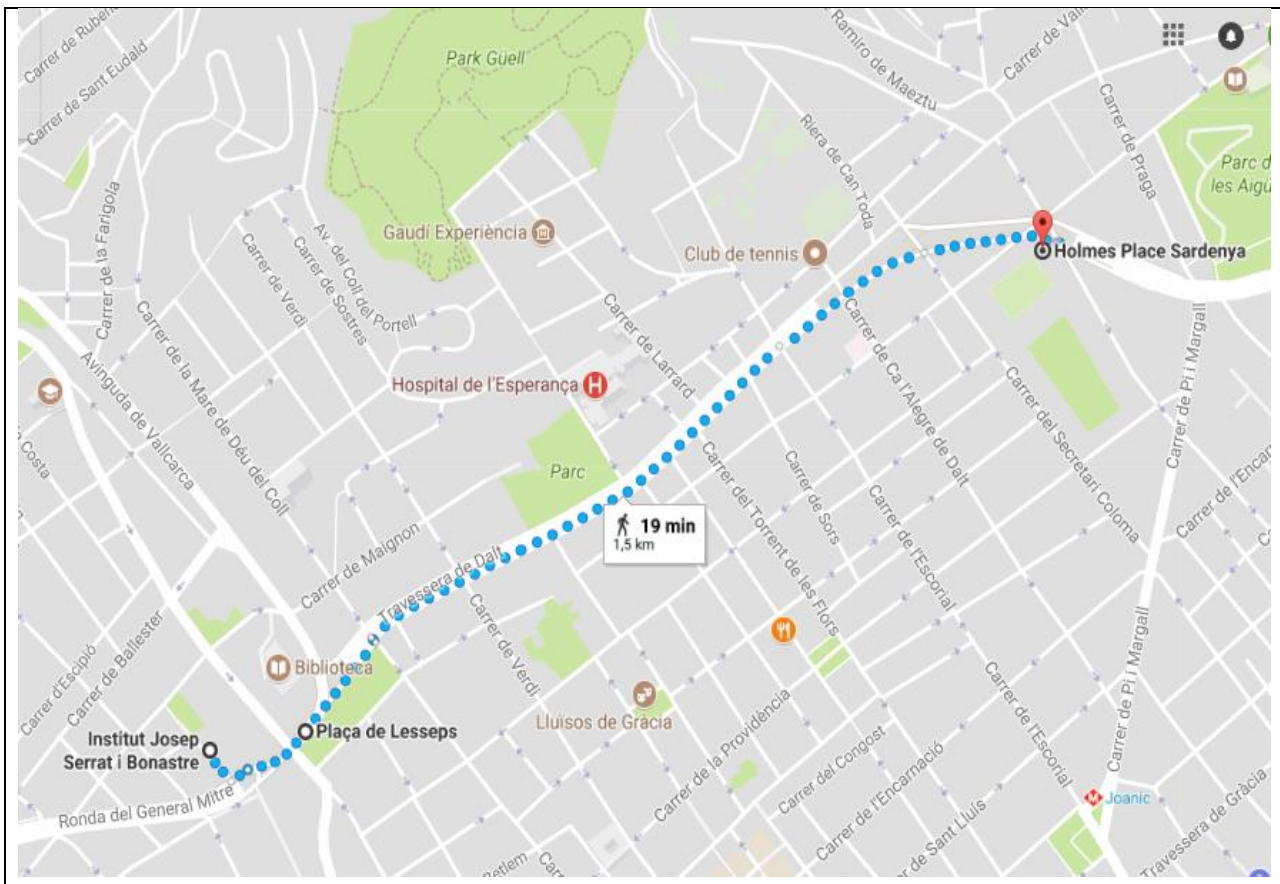 Carrer de Rubens
Carrer de Sant Eudald
Park Güell
Ramiro de Maeztu
Carrer de
Carrer de Praga
Parc d
les Aigü
Riera de Can Toda
Carrer de la Farigola
Gaudí Experiència
Club de tennis
Holmes Place Sardenya
Carrer de Verdi
Carrer de Sostres
Av. del Coll del Portell
Carrer de Larrard
Carrer de la Mare de Déu del Coll
Avinguda de Vallcarca
Hospital de l'Esperança
H
Carrer de Ca l'Alegre de Dalt
Carrer del Secretari Coloma
Carrer de Pi i Margall
Costa
Parc
Carrer de l'Encar
19 min
1,5 km
Carrer del Torrent de les Flors
Carrer de Sors
Carrer de l'Escorial
Carrer de Maignon
Travessera de Dalt
Carrer de Verdi
Carrer d'Escipió
Carrer de Ballester
Biblioteca
Lluïsos de Gràcia
Plaça de Lesseps
Institut Josep
Serrat i Bonastre
Ronda del General Mitre
Carrer de la Providència
Carrer del Congost
Carrer de l'Encarnació
Carrer de l'Escorial
Carrer de Pi i Margall
er de Sant Lluís
M
Joanic
Travessera de Gràcia
Betlem
Car